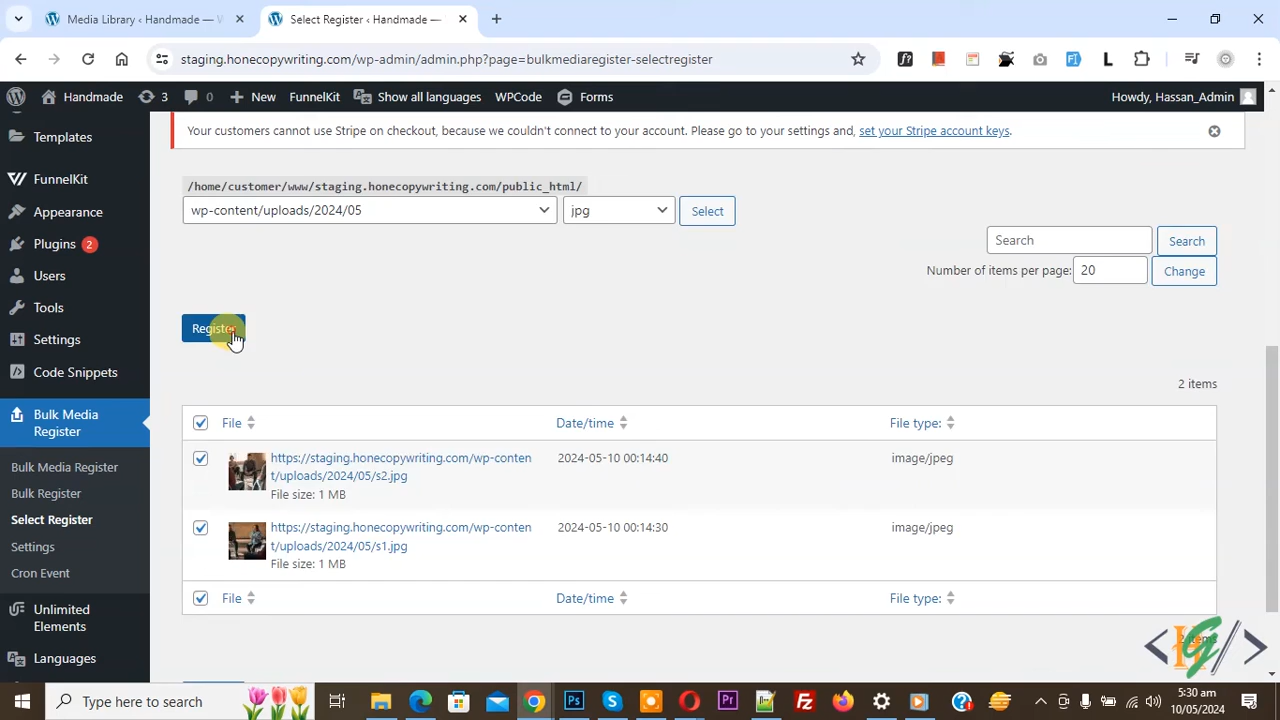 Media Library ‹ Handmade — W
Select Register ‹ Handmade —
staging.honecopywriting.com/wp-admin/admin.php?page=bulkmediaregister-selectregister
Handmade
3
0
New
FunnelKit
Show all languages
WPCode
Forms
Howdy, Hassan_Admin
Templates
FunnelKit
Appearance
Plugins 2
Users
Tools
Settings
Code Snippets
Bulk Media
Register
Bulk Media Register
Bulk Register
Select Register
Settings
Cron Event
Unlimited
Elements
Languages
Your customers cannot use Stripe on checkout, because we couldn't connect to your account. Please go to your settings and, set your Stripe account keys.
/home/customer/www/staging.honecopywriting.com/public_html/
wp-content/uploads/2024/05
jpg
Select
Search
Search
Number of items per page: 20
Change
Register
2 items
File
Date/time
File type:
https://staging.honecopywriting.com/wp-conten
t/uploads/2024/05/s2.jpg
File size: 1 MB
2024-05-10 00:14:40
image/jpeg
https://staging.honecopywriting.com/wp-conten
t/uploads/2024/05/s1.jpg
File size: 1 MB
2024-05-10 00:14:30
image/jpeg
File
Date/time
File type:
2 items
Type here to search
5:30 am
10/05/2024